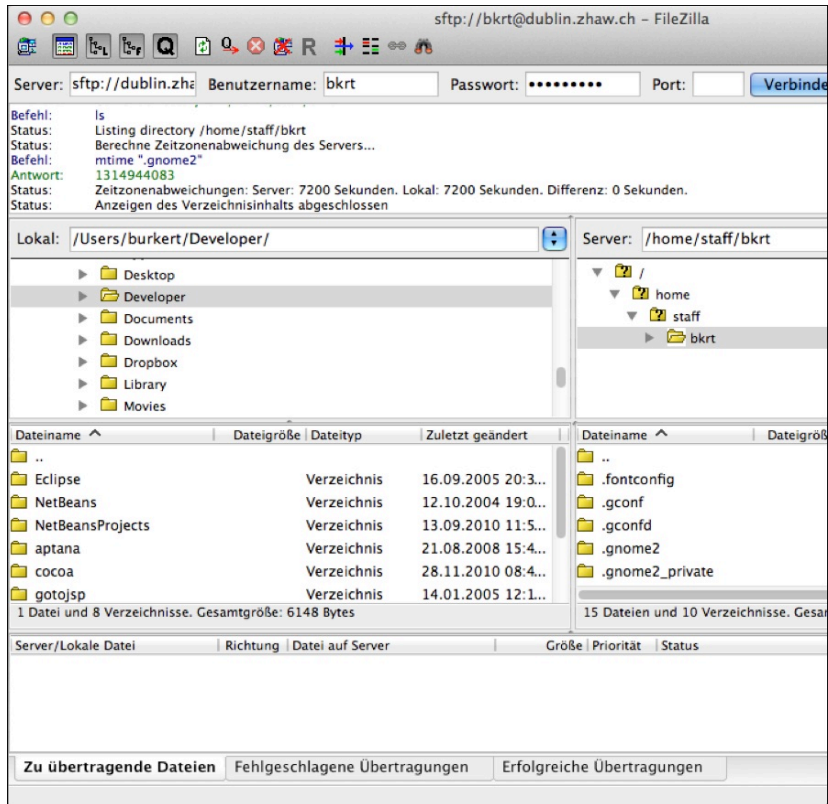 sftp://bkrt@dublin.zhaw.ch – FileZilla
L F Q Q R
Server: sftp://dublin.zha Benutzername: bkrt Passwort: ••••••••• Port: Verbinde
Befehl: ls
Status: Listing directory /home/staff/bkrt
Status: Berechne Zeitzonenabweichung des Servers...
Befehl: mtime ".gnome2"
Antwort: 1314944083
Status: Zeitzonenabweichungen: Server: 7200 Sekunden. Lokal: 7200 Sekunden. Differenz: 0 Sekunden.
Status: Anzeigen des Verzeichnisinhalts abgeschlossen
Lokal: /Users/burkert/Developer/
Desktop
Developer
Documents
Downloads
Dropbox
Library
Movies
Server: /home/staff/bkrt
/
home
staff
bkrt
Dateiname Dateigröße Dateityp Zuletzt geändert
..
Eclipse Verzeichnis 16.09.2005 20:3...
NetBeans Verzeichnis 12.10.2004 19:0...
NetBeansProjects Verzeichnis 13.09.2010 11:5...
aptana Verzeichnis 21.08.2008 15:4...
cocoa Verzeichnis 28.11.2010 08:4...
gotojsp Verzeichnis 14.01.2005 12:1...
1 Datei und 8 Verzeichnisse. Gesamtgröße: 6148 Bytes
Dateiname Dateigröß
..
.fontconfig
.gconf
.gconfd
.gnome2
.gnome2_private
15 Dateien und 10 Verzeichnisse. Gesar
Server/Lokale Datei Richtung Datei auf Server Größe Priorität Status
Zu übertragende Dateien Fehlgeschlagene Übertragungen Erfolgreiche Übertragungen